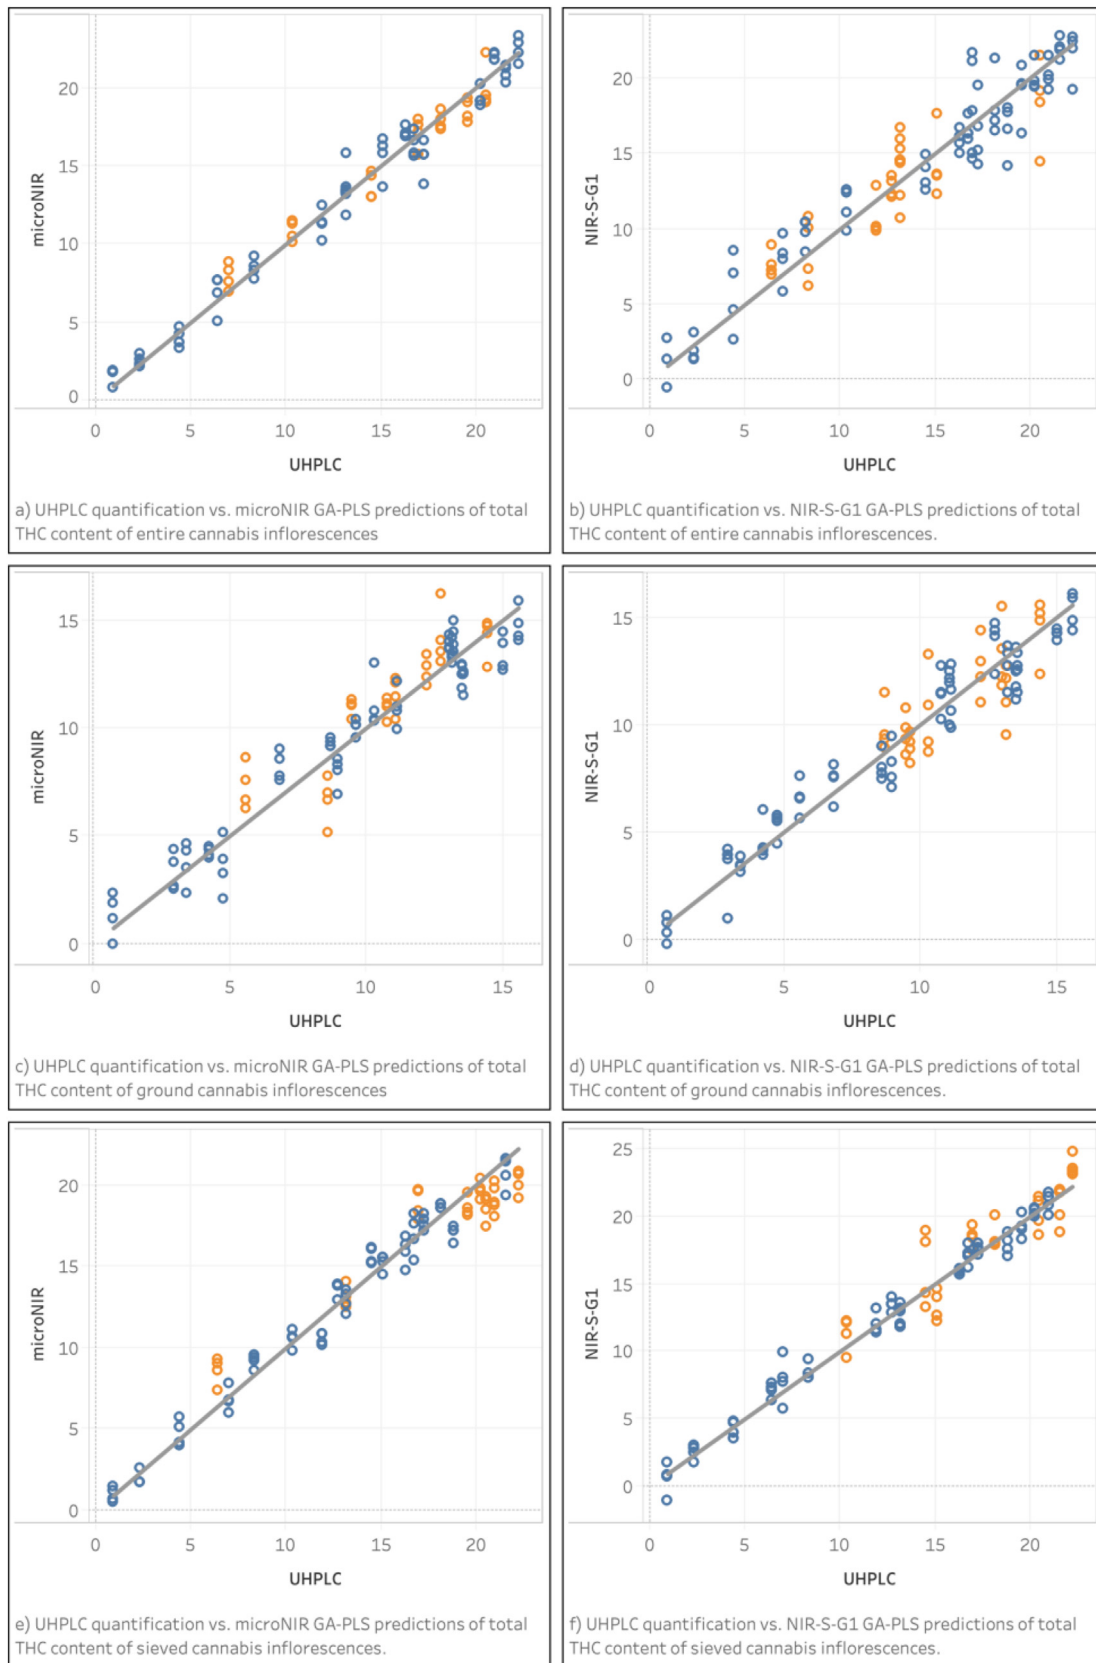 microNIR
20
15
10
5
0
0 5 10 15 20
UHPLC
a) UHPLC quantification vs. microNIR GA-PLS predictions of total
THC content of entire cannabis inflorescences
NIR-S-G1
20
15
10
5
0
0 5 10 15 20
UHPLC
b) UHPLC quantification vs. NIR-S-G1 GA-PLS predictions of total
THC content of entire cannabis inflorescences.
microNIR
15
10
5
0
0 5 10 15
UHPLC
c) UHPLC quantification vs. microNIR GA-PLS predictions of total
THC content of ground cannabis inflorescences
NIR-S-G1
15
10
5
0
0 5 10 15
UHPLC
d) UHPLC quantification vs. NIR-S-G1 GA-PLS predictions of total
THC content of ground cannabis inflorescences.
microNIR
20
15
10
5
0
0 5 10 15 20
UHPLC
e) UHPLC quantification vs. microNIR GA-PLS predictions of total
THC content of sieved cannabis inflorescences.
NIR-S-G1
25
20
15
10
5
0
0 5 10 15 20
UHPLC
f) UHPLC quantification vs. NIR-S-G1 GA-PLS predictions of total
THC content of sieved cannabis inflorescences.